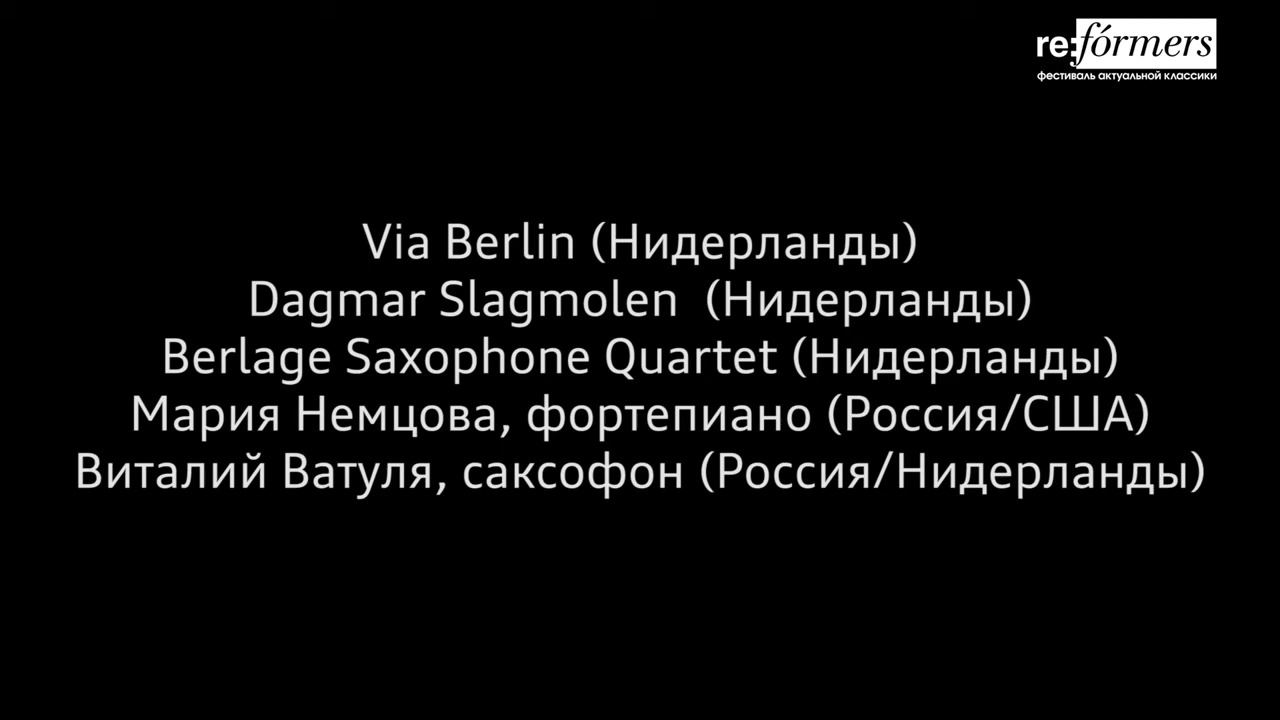 re:fórmers
фестиваль актуальной классики
Via Berlin (Нидерланды)
Dagmar Slagmolen (Нидерланды)
Berlage Saxophone Quartet (Нидерланды)
Мария Немцова, фортепиано (Россия/США)
Виталий Ватуля, саксофон (Россия/Нидерланды)